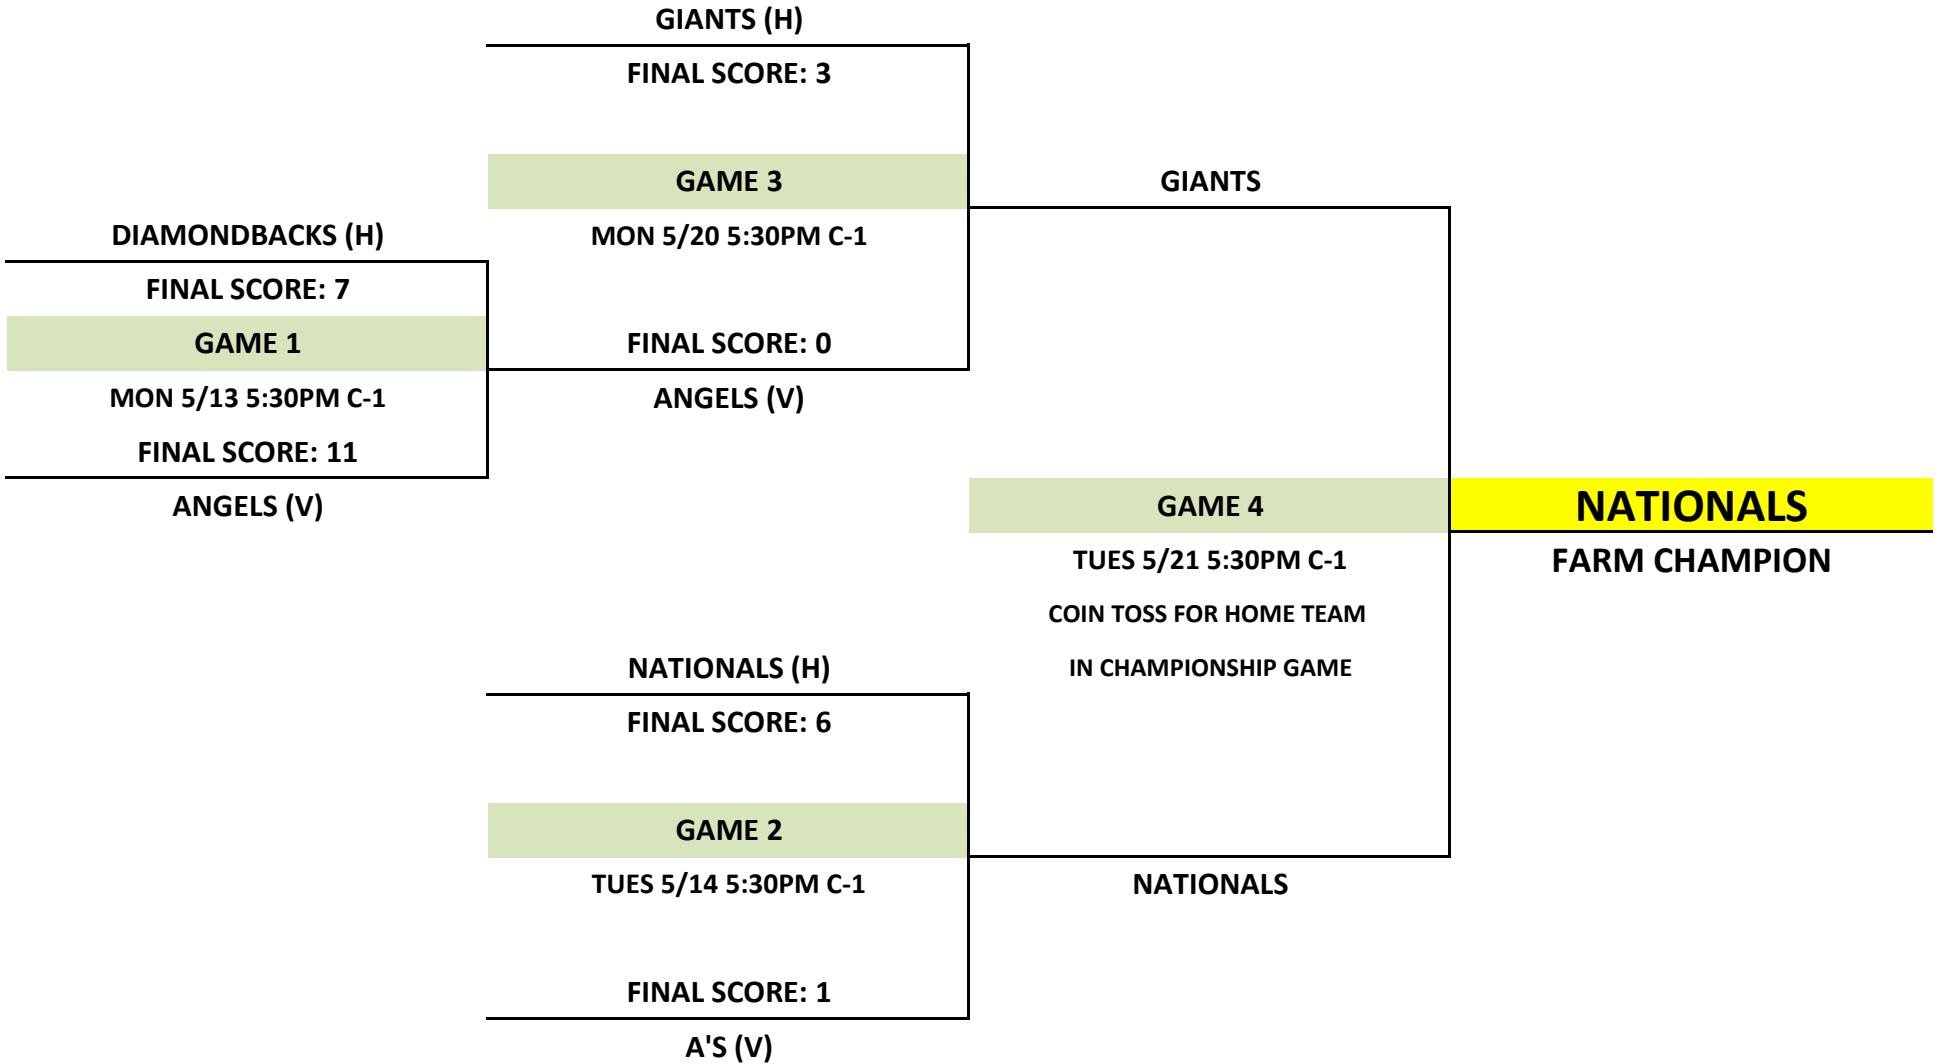 GIANTS (H)
FINAL SCORE: 3
GAME 3
MON 5/20 5:30PM C-1
FINAL SCORE: 0
ANGELS (V)
DIAMONDBACKS (H)
FINAL SCORE: 7
GAME 1
MON 5/13 5:30PM C-1
FINAL SCORE: 11
ANGELS (V)
GIANTS
GAME 4
TUES 5/21 5:30PM C-1
COIN TOSS FOR HOME TEAM
IN CHAMPIONSHIP GAME
NATIONALS
FARM CHAMPION
NATIONALS (H)
FINAL SCORE: 6
GAME 2
TUES 5/14 5:30PM C-1
FINAL SCORE: 1
A'S (V)
NATIONALS